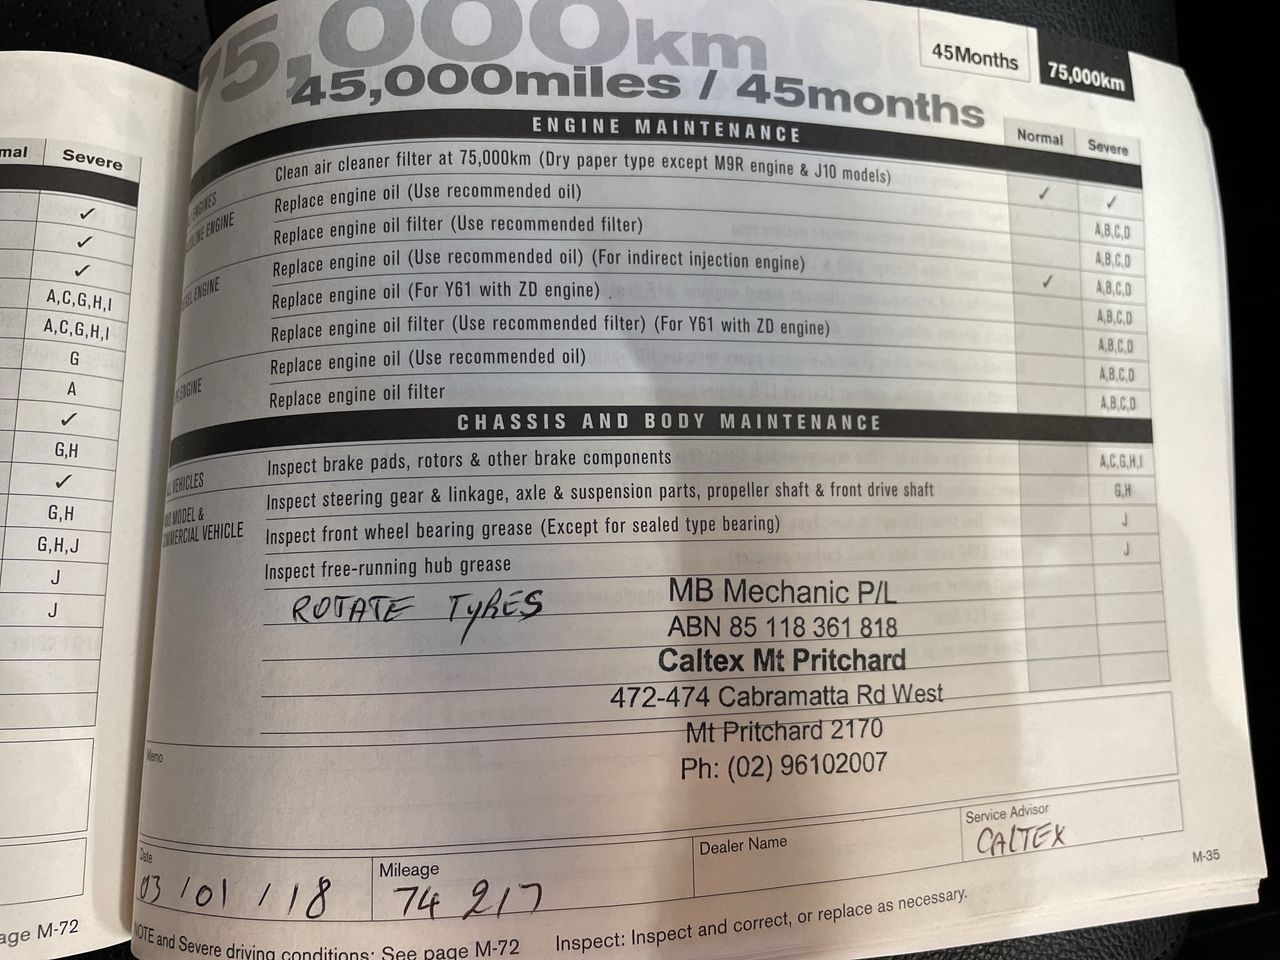 75,000km
45,000miles / 45months
45Months
75,000km
ENGINE MAINTENANCE
Normal Severe
Clean air cleaner filter at 75,000km (Dry paper type except M9R engine & J10 models)
Replace engine oil (Use recommended oil) ✓ ✓
Replace engine oil filter (Use recommended filter) A,B,C,D
Replace engine oil (Use recommended oil) (For indirect injection engine) A,B,C,D
Replace engine oil (For Y61 with ZD engine) ✓ A,B,C,D
Replace engine oil filter (Use recommended filter) (For Y61 with ZD engine) A,B,C,D
Replace engine oil (Use recommended oil) A,B,C,D
Replace engine oil filter A,B,C,D
A,B,C,D
ENGINES
ENGINE
ENGINE
ENGINE
CHASSIS AND BODY MAINTENANCE
VEHICLES
MODEL &
VEHICLE
Inspect brake pads, rotors & other brake components A,C,G,H,I
Inspect steering gear & linkage, axle & suspension parts, propeller shaft & front drive shaft G,H
Inspect front wheel bearing grease (Except for sealed type bearing) J
Inspect free-running hub grease J
ROTATE TYRES
MB Mechanic P/L
ABN 85 118 361 818
Caltex Mt Pritchard
472-474 Cabramatta Rd West
Mt Pritchard 2170
Ph: (02) 96102007
Memo
Date
03/01/18
Mileage
74 217
Dealer Name
Service Advisor
CALTEX
M-35
NOTE and Severe driving conditions: See page M-72
Inspect: Inspect and correct, or replace as necessary.
mal Severe
✓
✓
✓
A,C,G,H,I
A,C,G,H,I
G
A
✓
G,H
✓
G,H
G,H,J
J
J
age M-72